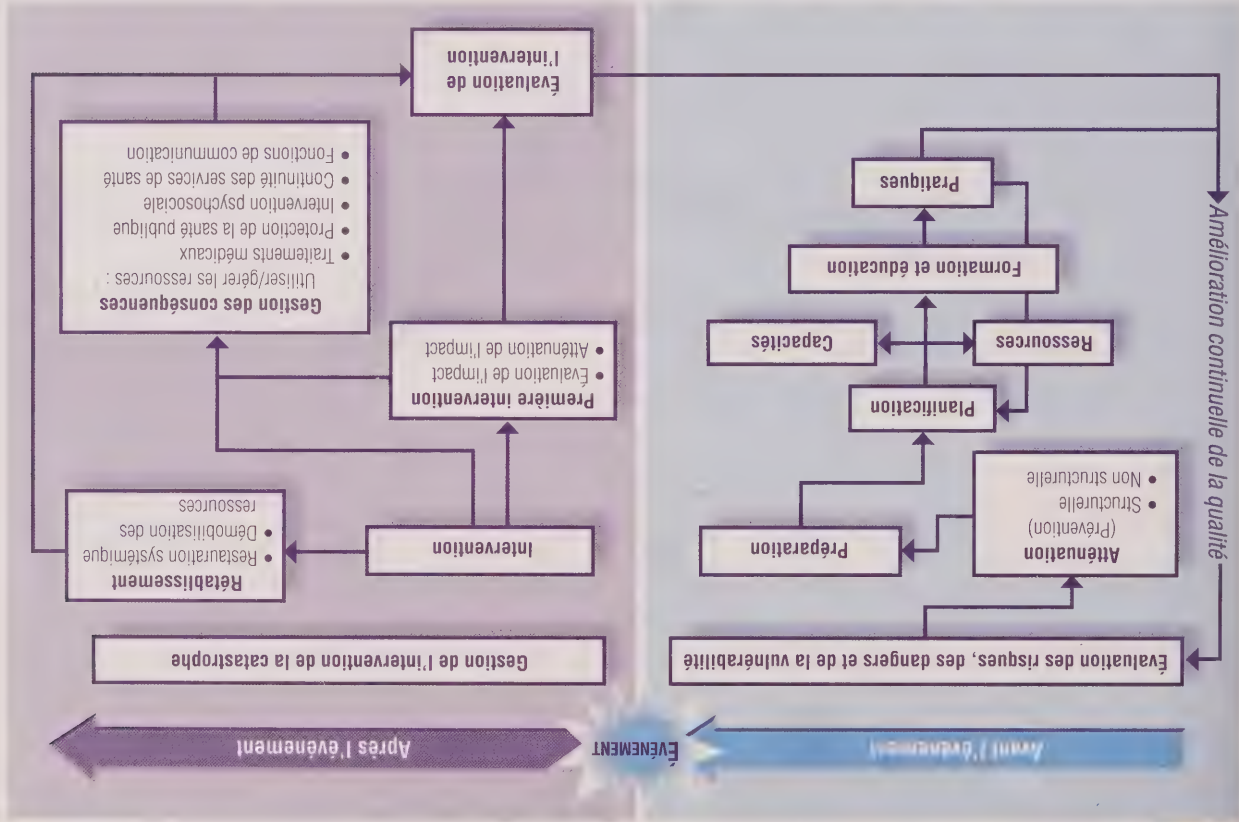 Avant l'événement
ÉVÉNEMENT
Après l'événement
Évaluation des risques, des dangers et de la vulnérabilité
Atténuation
(Prévention)
• Structurelle
• Non structurelle
Préparation
Planification
Ressources
Capacités
Formation et éducation
Pratiques
Amélioration continuelle de la qualité
Gestion de l'intervention de la catastrophe
Intervention
Rétablissement
• Restauration systémique
• Démobilisation des
ressources
Première intervention
• Évaluation de l'impact
• Atténuation de l'impact
Gestion des conséquences
Utiliser/gérer les ressources :
• Traitements médicaux
• Protection de la santé publique
• Intervention psychosociale
• Continuité des services de santé
• Fonctions de communication
Évaluation de
l'intervention